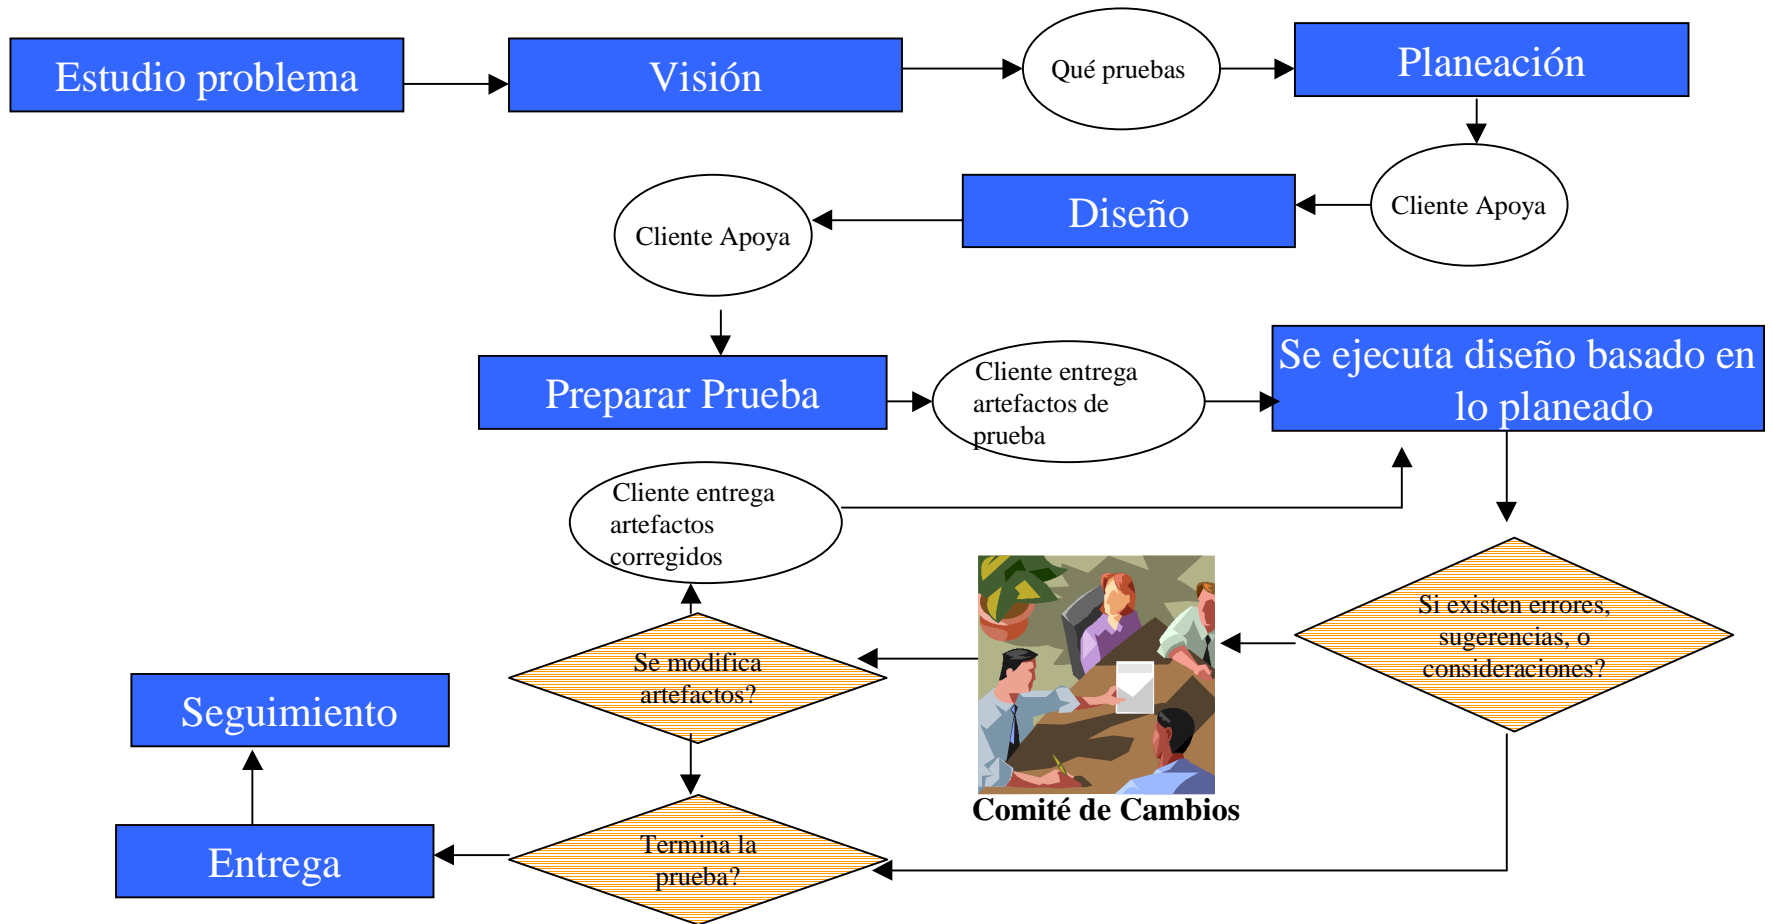 Estudio problema
Visión
Qué pruebas
Planeación
Cliente Apoya
Diseño
Cliente Apoya
Preparar Prueba
Cliente entrega
artefactos de
prueba
Se ejecuta diseño basado en
lo planeado
Cliente entrega
artefactos
corregidos
Si existen errores,
sugerencias, o
consideraciones?
Se modifica
artefactos?
Comité de Cambios
Seguimiento
Termina la
prueba?
Entrega